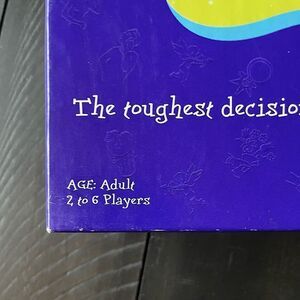 The toughest decision
AGE: Adult
2 to 6 Players